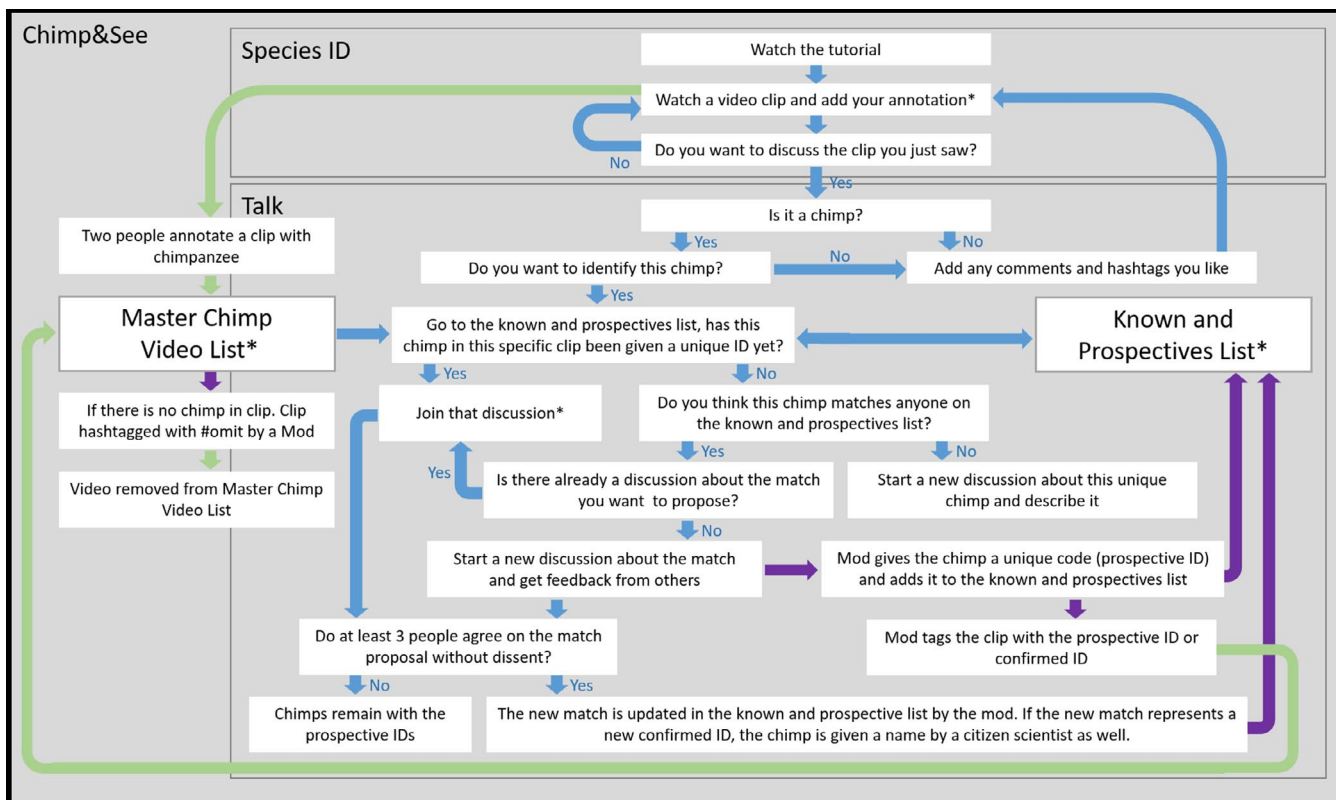 Chimp&See
Species ID
Watch the tutorial
Watch a video clip and add your annotation*
Do you want to discuss the clip you just saw?
No
Yes
Talk
Is it a chimp?
Two people annotate a clip with
chimpanzee
Yes
No
Do you want to identify this chimp?
No
Add any comments and hashtags you like
Yes
Master Chimp
Video List*
Go to the known and prospectives list, has this
chimp in this specific clip been given a unique ID yet?
Known and
Prospectives List*
Yes
No
If there is no chimp in clip. Clip
hashtagged with #omit by a Mod
Join that discussion*
Do you think this chimp matches anyone on
the known and prospectives list?
Yes
No
Yes
Video removed from Master Chimp
Video List
Is there already a discussion about the match
you want to propose?
Start a new discussion about this unique
chimp and describe it
No
Start a new discussion about the match
and get feedback from others
Mod gives the chimp a unique code (prospective ID)
and adds it to the known and prospectives list
Do at least 3 people agree on the match
proposal without dissent?
Mod tags the clip with the prospective ID or
confirmed ID
No
Yes
Chimps remain with the
prospective IDs
The new match is updated in the known and prospective list by the mod. If the new match represents a
new confirmed ID, the chimp is given a name by a citizen scientist as well.